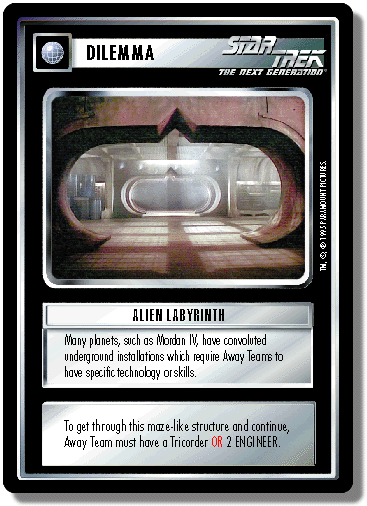 DILEMMA
STAR TREK
THE NEXT GENERATION®
TM, ®, © 1995 PARAMOUNT PICTURES.
ALIEN LABYRINTH
Many planets, such as Mordan IV, have convoluted
underground installations which require Away Teams to
have specific technology or skills.
To get through this maze-like structure and continue,
Away Team must have a Tricorder OR 2 ENGINEER.